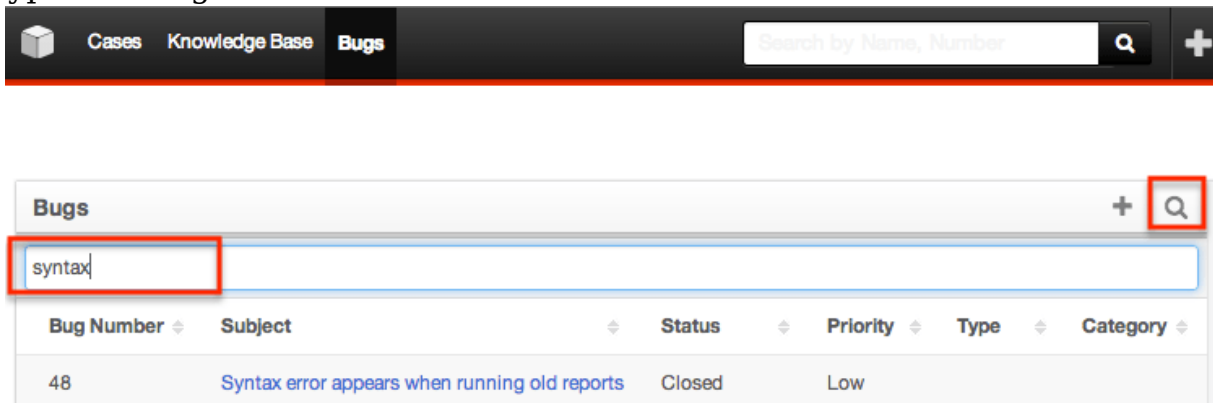 Cases Knowledge Base Bugs Search by Name, Number
Bugs
syntax
Bug Number Subject Status Priority Type Category
48 Syntax error appears when running old reports Closed Low